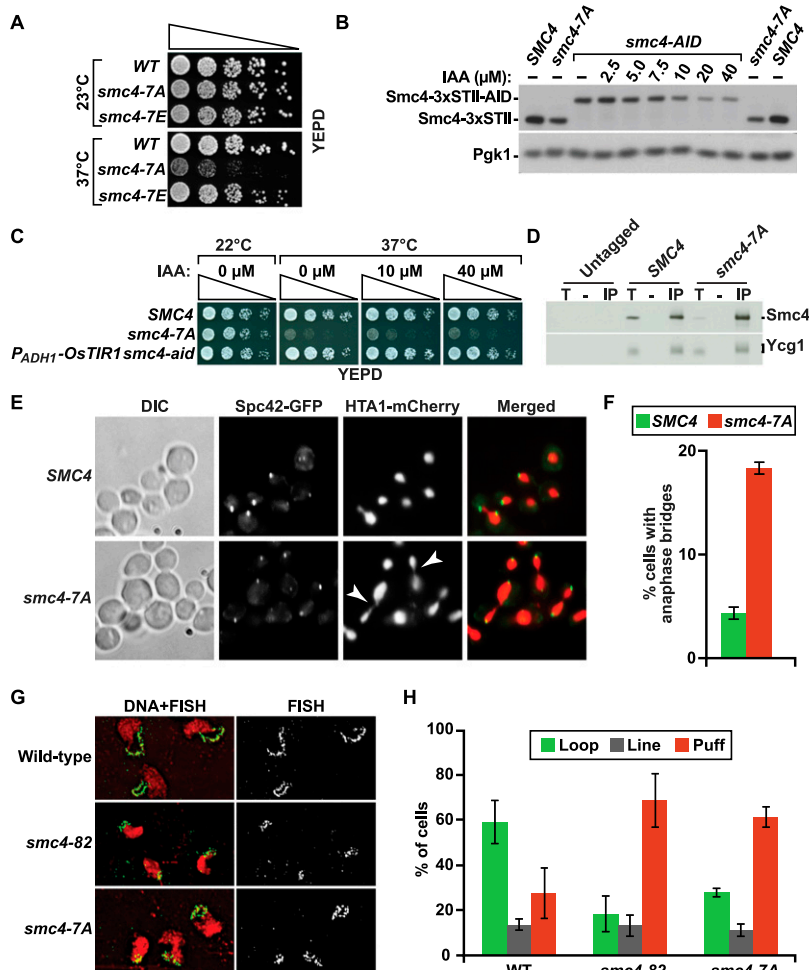 A
23°C
WT
smc4-7A
smc4-7E
37°C
WT
smc4-7A
smc4-7E
YEPD
B
SMC4
smc4-7A
smc4-AID
smc4-7A
SMC4
IAA (µM): – – – 2.5 5.0 7.5 10 20 40 – –
Smc4-3xSTII-AID
Smc4-3xSTII
Pgk1
C
22°C 37°C
IAA: 0 µM 0 µM 10 µM 40 µM
SMC4
smc4-7A
P_ADH1-OsTIR1 smc4-aid
YEPD
D
Untagged SMC4 smc4-7A
T - IP T - IP T - IP
Smc4
Ycg1
E
DIC Spc42-GFP HTA1-mCherry Merged
SMC4
smc4-7A
F
SMC4 smc4-7A
% cells with
anaphase bridges
20
10
0
G
DNA+FISH FISH
Wild-type
smc4-82
smc4-7A
H
Loop Line Puff
% of cells
100
80
60
40
20
0
WT smc4-82 smc4-7A